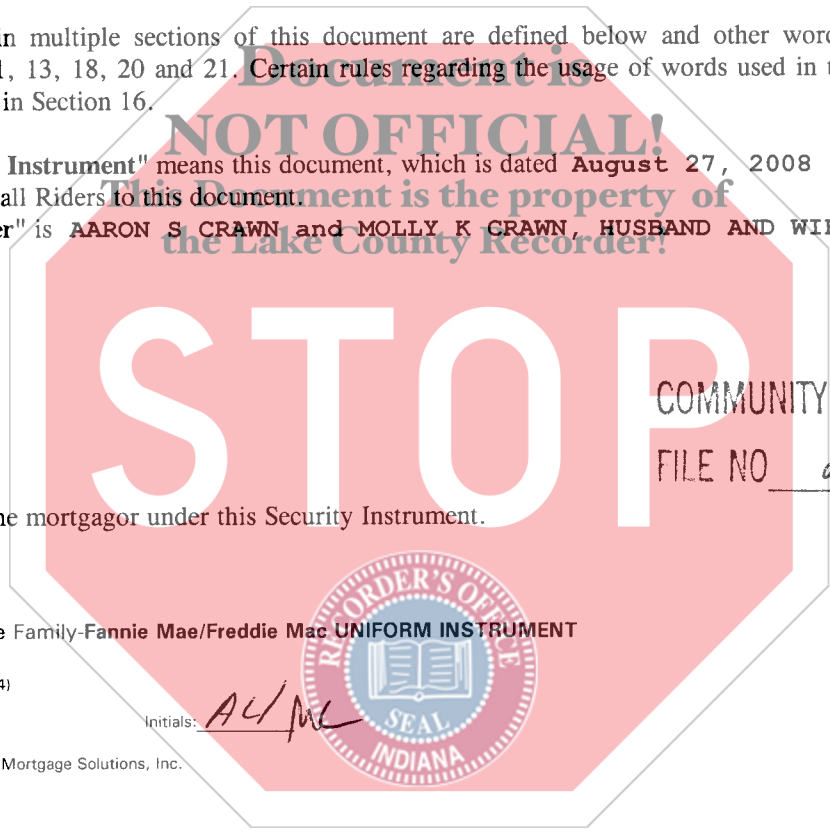 in multiple sections of this document are defined below and other word
Document is
1, 13, 18, 20 and 21. Certain rules regarding the usage of words used in t
in Section 16.
NOT OFFICIAL!
Instrument" means this document, which is dated August 27, 2008
This Document is the property of
all Riders to this document.
er" is AARON S CRAWN and MOLLY K CRAWN, HUSBAND AND WIF
the Lake County Recorder!
STOP
COMMUNITY
FILE NO
he mortgagor under this Security Instrument.
RECORDER'S OFFICE
e Family-Fannie Mae/Freddie Mac UNIFORM INSTRUMENT
4)
Initials: AC/MC
SEAL
INDIANA
Mortgage Solutions, Inc.